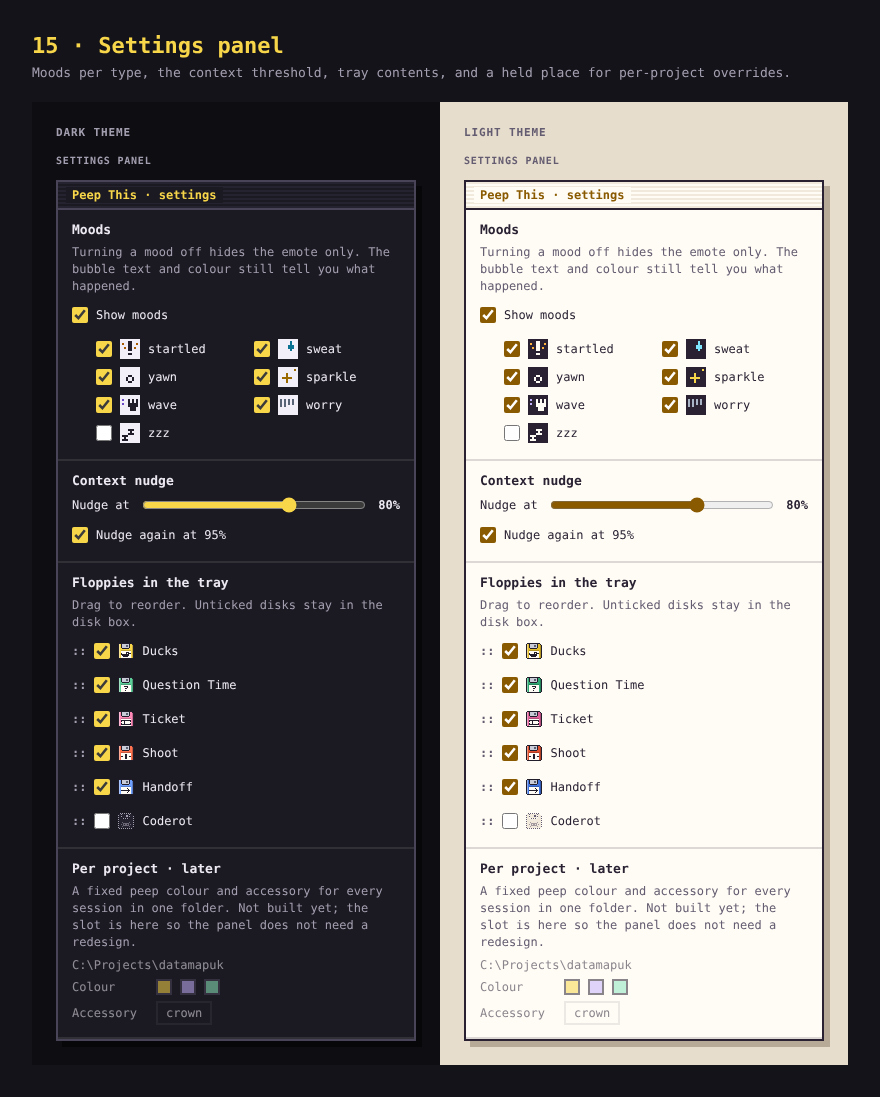 15 · Settings panel
Moods per type, the context threshold, tray contents, and a held place for per-project overrides.
DARK THEME
SETTINGS PANEL
Peep This · settings
Moods
Turning a mood off hides the emote only. The
bubble text and colour still tell you what
happened.
Show moods
startled
sweat
yawn
sparkle
wave
worry
zzz
Context nudge
Nudge at
80%
Nudge again at 95%
Floppies in the tray
Drag to reorder. Unticked disks stay in the
disk box.
:: Ducks
:: Question Time
:: Ticket
:: Shoot
:: Handoff
:: Coderot
Per project · later
A fixed peep colour and accessory for every
session in one folder. Not built yet; the
slot is here so the panel does not need a
redesign.
C:\Projects\datamapuk
Colour
Accessory
crown
LIGHT THEME
SETTINGS PANEL
Peep This · settings
Moods
Turning a mood off hides the emote only. The
bubble text and colour still tell you what
happened.
Show moods
startled
sweat
yawn
sparkle
wave
worry
zzz
Context nudge
Nudge at
80%
Nudge again at 95%
Floppies in the tray
Drag to reorder. Unticked disks stay in the
disk box.
:: Ducks
:: Question Time
:: Ticket
:: Shoot
:: Handoff
:: Coderot
Per project · later
A fixed peep colour and accessory for every
session in one folder. Not built yet; the
slot is here so the panel does not need a
redesign.
C:\Projects\datamapuk
Colour
Accessory
crown